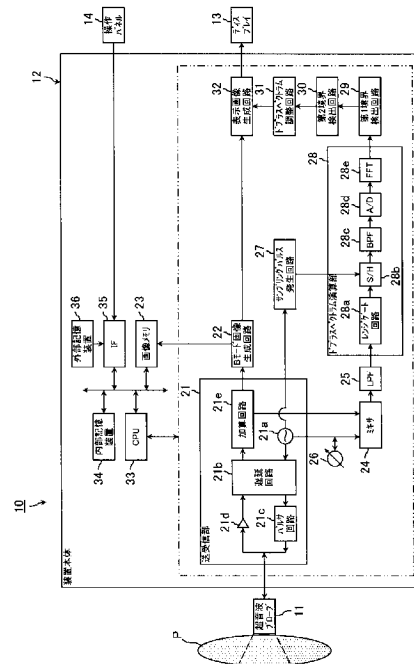 10
装置本体
12
P
超音波
プローブ
11
送受信部
21
21d
21b
遅延
回路
21c
パルサ
回路
21e
加算回路
21a
26
24
ミキサ
25
LPF
27
サンプリングパルス
発生回路
28
ドプラスペクトラム演算部
28a
レンジゲート
回路
28b
S/H
28c
BPF
28d
A/D
28e
FFT
29
第1境界
検出回路
30
第2境界
検出回路
31
ドプラスペクトラム
調整回路
32
表示画像
生成回路
22
Bモード画像
生成回路
23
画像メモリ
33
CPU
34
内部記憶
装置
35
IF
36
外部記憶
装置
13
ディス
プレイ
14
操作
パネル